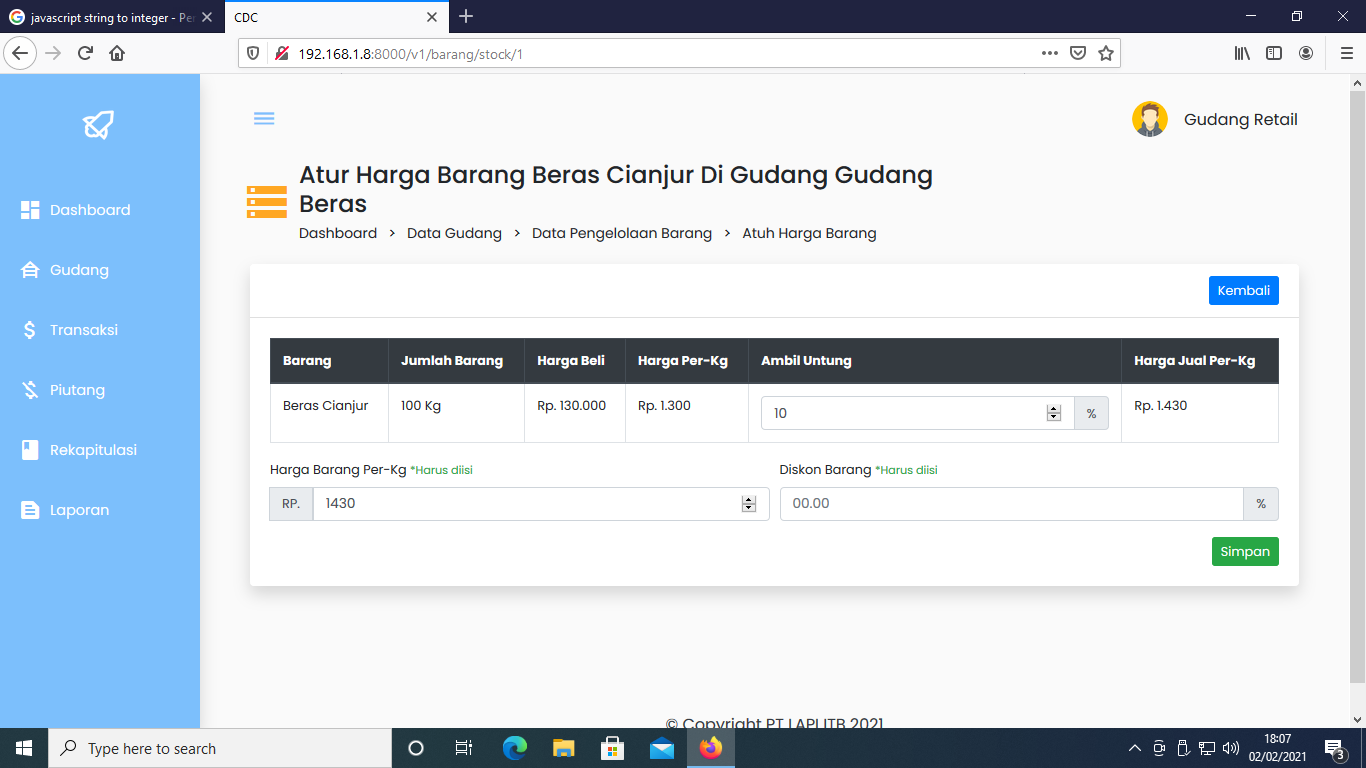 javascript string to integer - Pe
CDC
192.168.1.8:8000/v1/barang/stock/1
Gudang Retail
Dashboard
Gudang
Transaksi
Piutang
Rekapitulasi
Laporan
Atur Harga Barang Beras Cianjur Di Gudang Gudang
Beras
Dashboard > Data Gudang > Data Pengelolaan Barang > Atuh Harga Barang
Kembali
Barang Jumlah Barang Harga Beli Harga Per-Kg Ambil Untung Harga Jual Per-Kg
Beras Cianjur 100 Kg Rp. 130.000 Rp. 1.300 10 % Rp. 1.430
Harga Barang Per-Kg *Harus diisi Diskon Barang *Harus diisi
RP. 1430 00.00 %
Simpan
© Copyright PT LAPI ITB 2021
Type here to search
18:07
02/02/2021
3